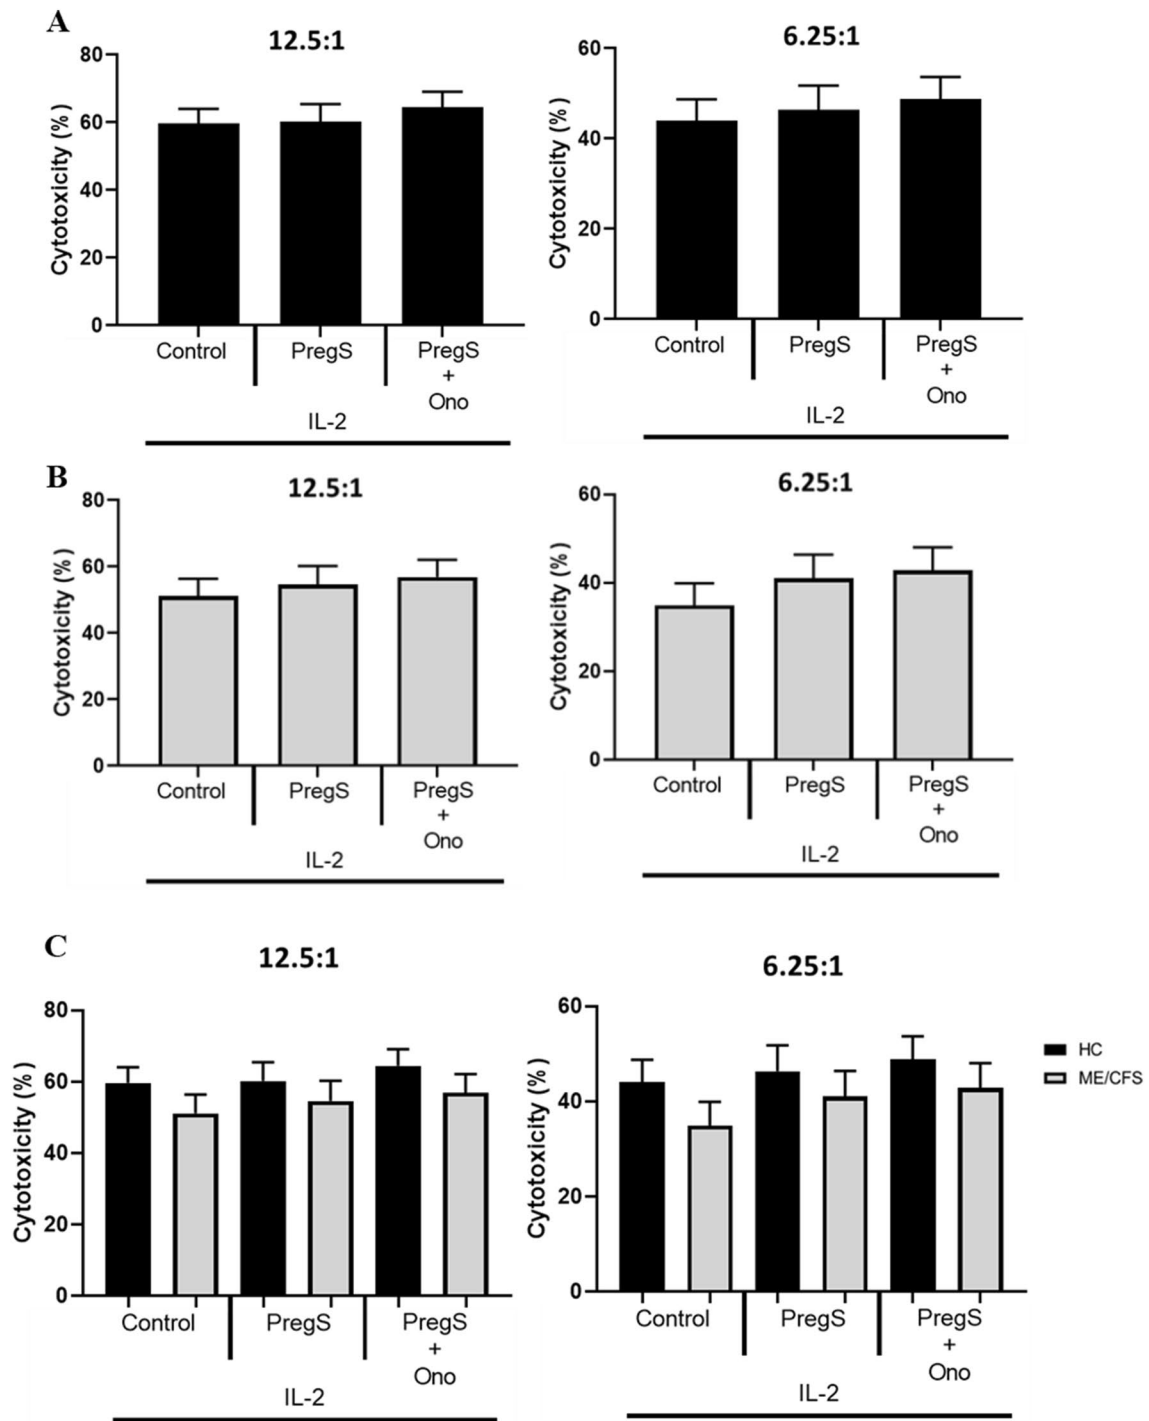 A
12.5:1
Cytotoxicity (%)
80
60
40
20
0
Control
PregS
PregS
+
Ono
IL-2
6.25:1
Cytotoxicity (%)
60
40
20
0
Control
PregS
PregS
+
Ono
IL-2
B
12.5:1
Cytotoxicity (%)
80
60
40
20
0
Control
PregS
PregS
+
Ono
IL-2
6.25:1
Cytotoxicity (%)
60
40
20
0
Control
PregS
PregS
+
Ono
IL-2
C
12.5:1
Cytotoxicity (%)
80
60
40
20
0
Control
PregS
PregS
+
Ono
IL-2
6.25:1
Cytotoxicity (%)
60
40
20
0
Control
PregS
PregS
+
Ono
IL-2
HC
ME/CFS